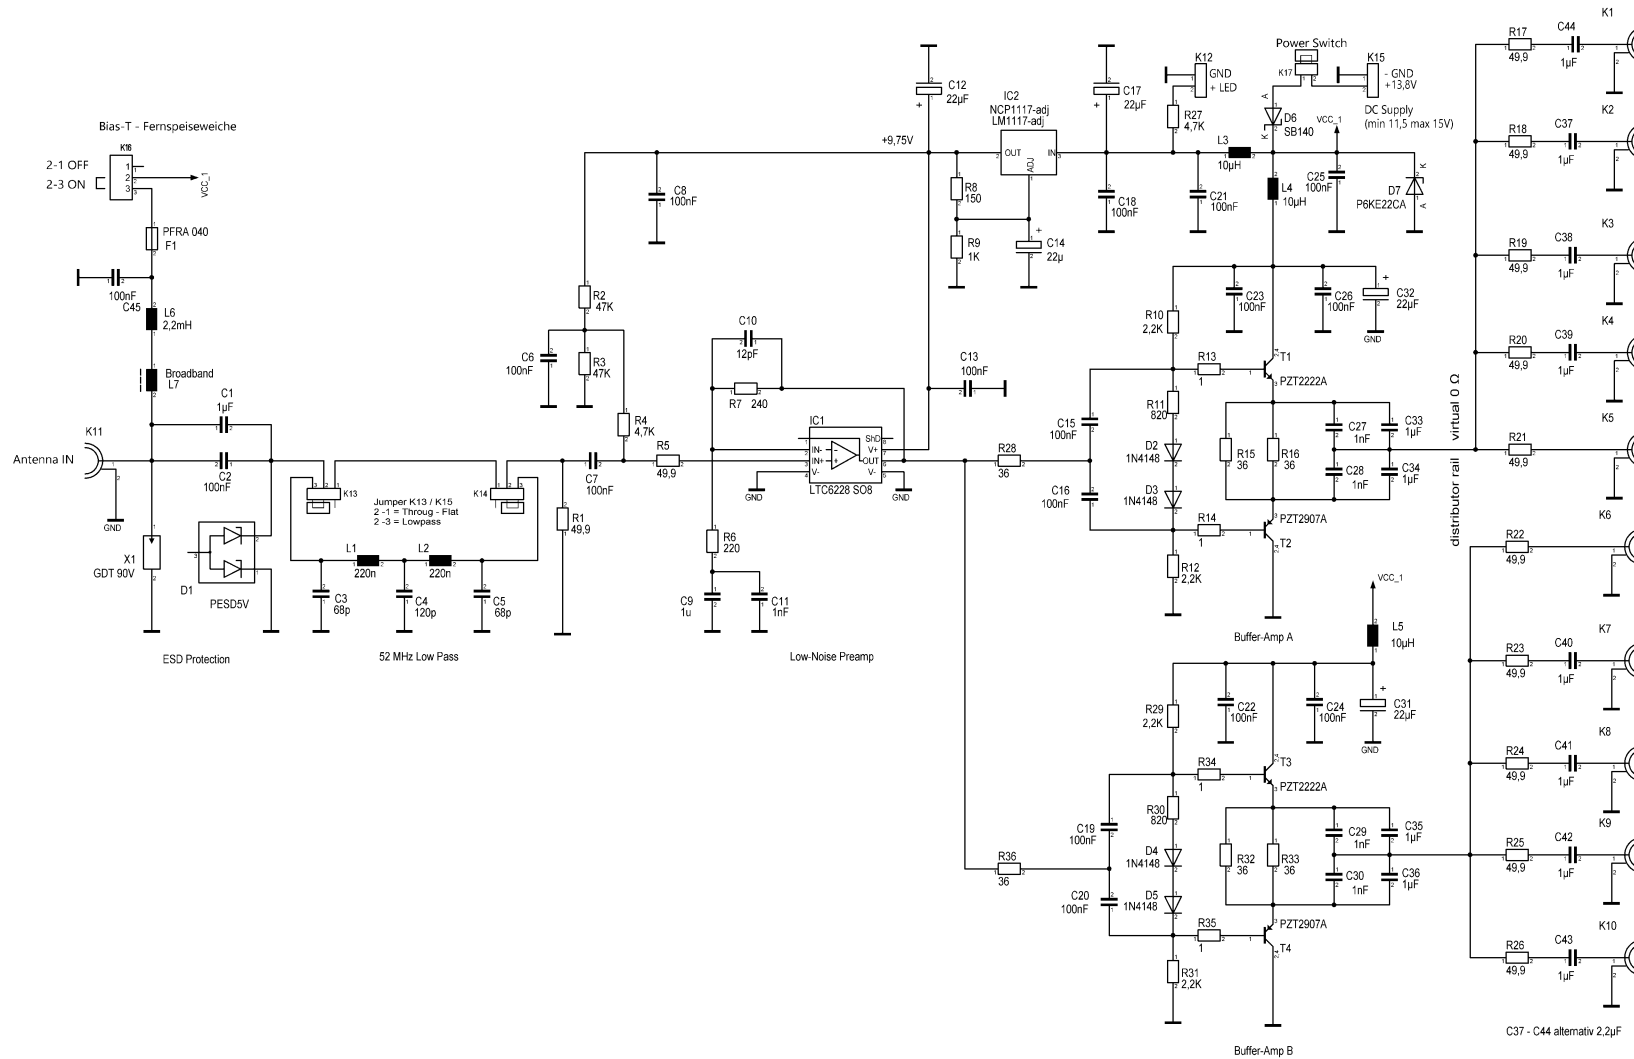 Bias-T - Fernspeiseweiche
K16
2-1 OFF
2-3 ON
1
2
3
VCC_1
PFRA 040
F1
100nF
C45
L6
2,2mH
Broadband
L7
C1
1µF
K11
Antenna IN
C2
100nF
GND
X1
GDT 90V
D1
PESD5V
ESD Protection
K13
K14
Jumper K13 / K15
2 -1 = Throug - Flat
2 -3 = Lowpass
L1
220n
L2
220n
C3
68p
C4
120p
C5
68p
52 MHz Low Pass
R1
49,9
C7
100nF
C6
100nF
R2
47K
R3
47K
R4
4,7K
R5
49,9
C8
100nF
C10
12pF
R7 240
IC1
IN-
IN+
V-
ShD
V+
OUT
V-
LTC6228 SO8
GND
GND
R6
220
C9
1u
C11
1nF
Low-Noise Preamp
C13
100nF
+9,75V
C12
22µF
+
IC2
NCP1117-adj
LM1117-adj
OUT
IN
ADJ
R8
150
R9
1K
C14
22µ
+
C17
22µF
+
C18
100nF
K12
GND
+ LED
R27
4,7K
C21
100nF
L3
10µH
Power Switch
K17
K15
- GND
+13,8V
DC Supply
(min 11,5 max 15V)
A
D6
SB140
K
VCC_1
C25
100nF
K
D7
P6KE22CA
A
L4
10µH
C23
100nF
C26
100nF
C32
22µF
+
GND
R10
2,2K
R13
1
T1
PZT2222A
R11
820
C15
100nF
R28
36
D2
1N4148
D3
1N4148
C16
100nF
R15
36
R16
36
C27
1nF
C33
1µF
C28
1nF
C34
1µF
PZT2907A
R14
1
T2
R12
2,2K
Buffer-Amp A
VCC_1
L5
10µH
C22
100nF
C24
100nF
C31
22µF
+
GND
R29
2,2K
R34
1
T3
PZT2222A
R30
820
C19
100nF
R36
36
D4
1N4148
D5
1N4148
C20
100nF
R32
36
R33
36
C29
1nF
C35
1µF
C30
1nF
C36
1µF
PZT2907A
R35
1
T4
R31
2,2K
Buffer-Amp B
distributor rail virtual 0 Ω
R17
49,9
C44
1µF
K1
R18
49,9
C37
1µF
K2
R19
49,9
C38
1µF
K3
R20
49,9
C39
1µF
K4
R21
49,9
K5
R22
49,9
K6
R23
49,9
C40
1µF
K7
R24
49,9
C41
1µF
K8
R25
49,9
C42
1µF
K9
R26
49,9
C43
1µF
K10
C37 - C44 alternativ 2,2µF